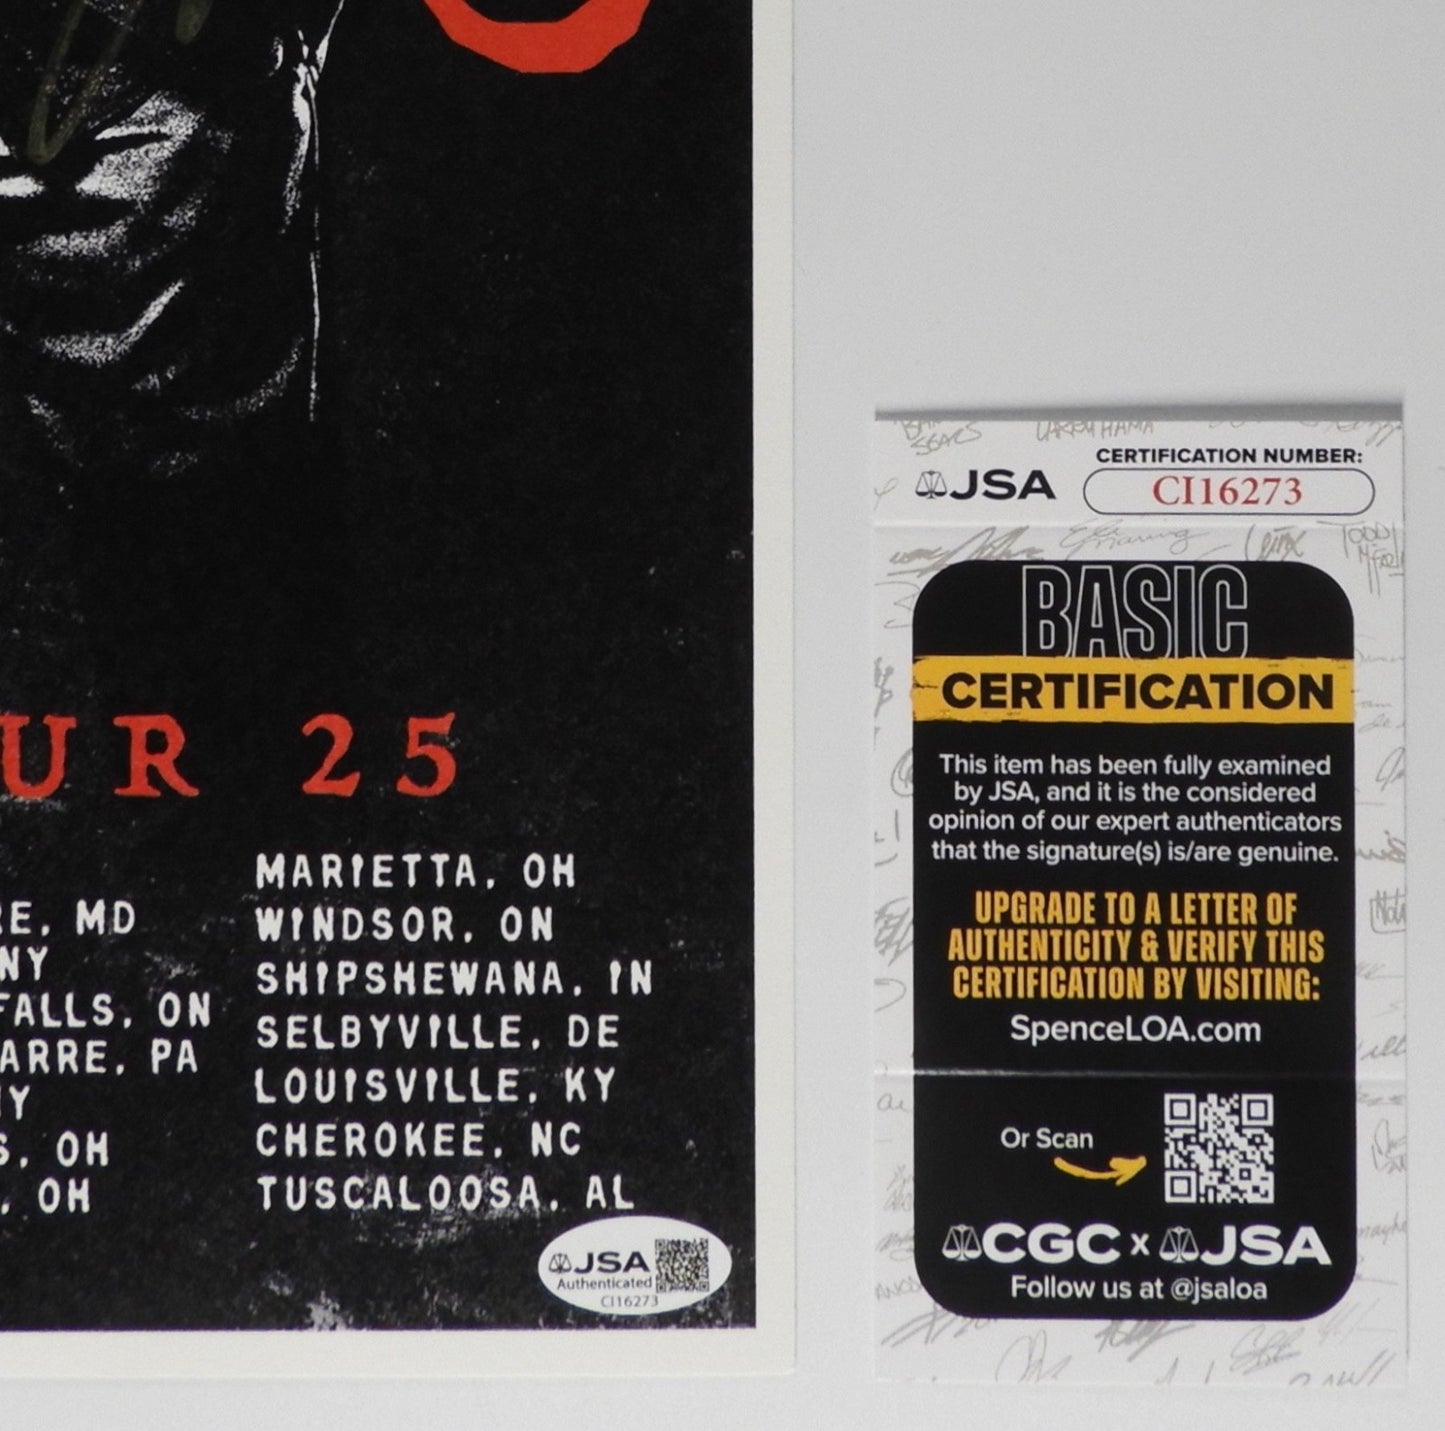 UR 25
RE, MD
NY
FALLS, ON
ARRE, PA
NY
S, OH
, OH
MARIETTA, OH
WINDSOR, ON
SHIPSHEWANA, IN
SELBYVILLE, DE
LOUISVILLE, KY
CHEROKEE, NC
TUSCALOOSA, AL
JSA
Authenticated
CI16273
JSA
CERTIFICATION NUMBER:
CI16273
BASIC
CERTIFICATION
This item has been fully examined
by JSA, and it is the considered
opinion of our expert authenticators
that the signature(s) is/are genuine.
UPGRADE TO A LETTER OF
AUTHENTICITY & VERIFY THIS
CERTIFICATION BY VISITING:
SpenceLOA.com
Or Scan
CGC x JSA
Follow us at @jsaloa